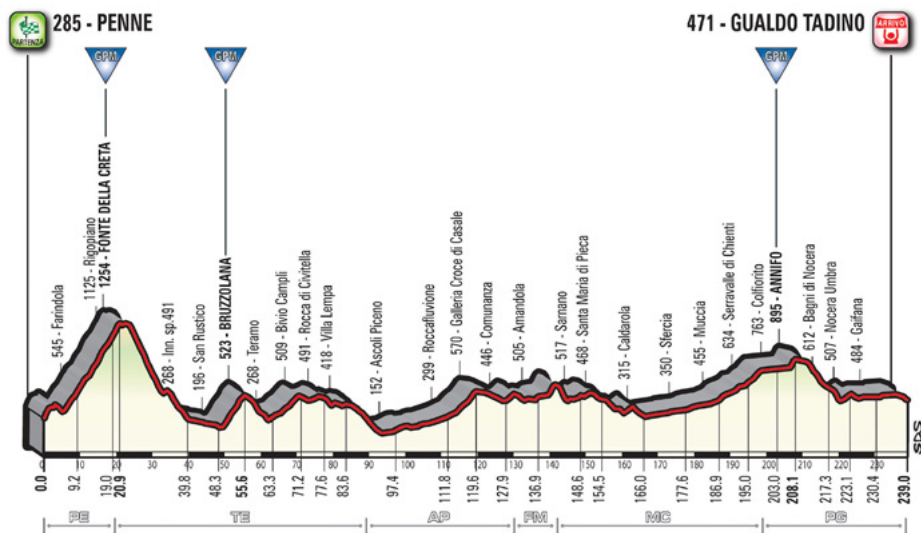 285 - PENNE
PARTENZA
471 - GUALDO TADINO
ARRIVO
GPM
GPM
GPM
545 - Farindola
1125 - Rigopiano
1254 - FONTE DELLA CRETA
268 - Inn. sp.491
196 - San Rustico
523 - BRUZZOLANA
268 - Teramo
509 - Bivio Campli
491 - Rocca di Civitella
418 - Villa Lempa
152 - Ascoli Piceno
299 - Roccafluvione
570 - Galleria Croce di Casale
446 - Comunanza
505 - Amandola
517 - Sarnano
468 - Santa Maria di Pieca
315 - Caldarola
350 - Sfercia
455 - Muccia
634 - Serravalle di Chienti
763 - Colfiorito
895 - ANNIFO
612 - Bagni di Nocera
507 - Nocera Umbra
484 - Gaifana
SDS
0 10 20 30 40 50 60 70 80 90 100 110 120 130 140 150 160 170 180 190 200 210 220 230
0.0 9.2 19.0 20.9 39.8 48.3 55.6 63.3 71.2 77.6 83.6 97.4 111.8 119.6 127.9 136.9 148.6 154.5 166.0 177.6 186.9 195.0 203.0 208.1 217.3 223.1 230.4 239.0
PE TE AP FM MC PG